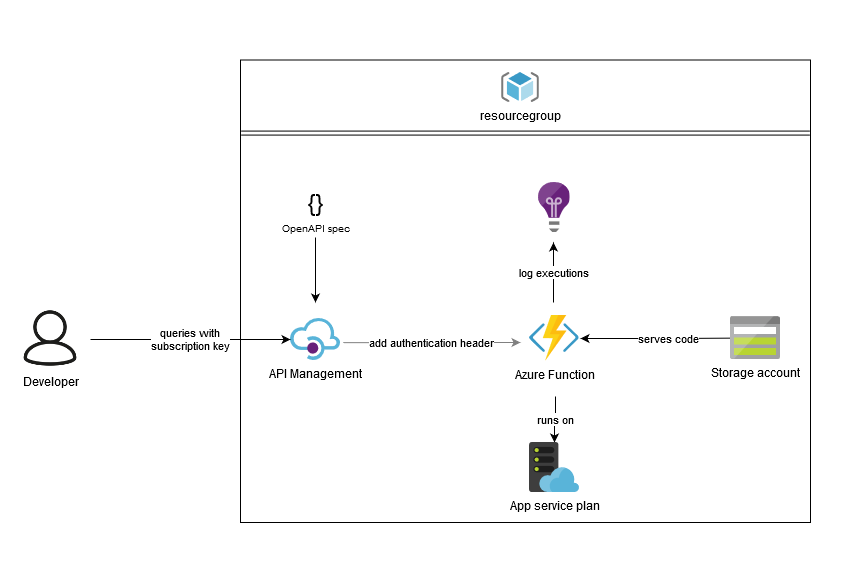 resourcegroup
{}
OpenAPI spec
log executions
queries with
subscription key
add authentication header
serves code
Developer
API Management
Azure Function
Storage account
runs on
App service plan